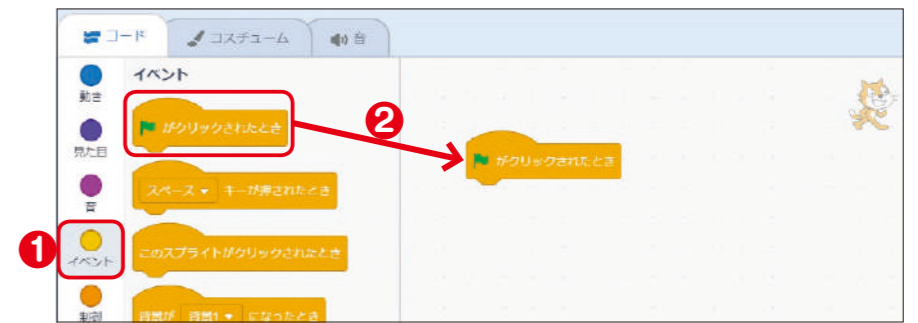 コード コスチューム 音
動き
見た目
音
イベント
制御
イベント
がクリックされたとき
スペース キーが押されたとき
このスプライトがクリックされたとき
背景が 背景1 になったとき
❶
❷
がクリックされたとき